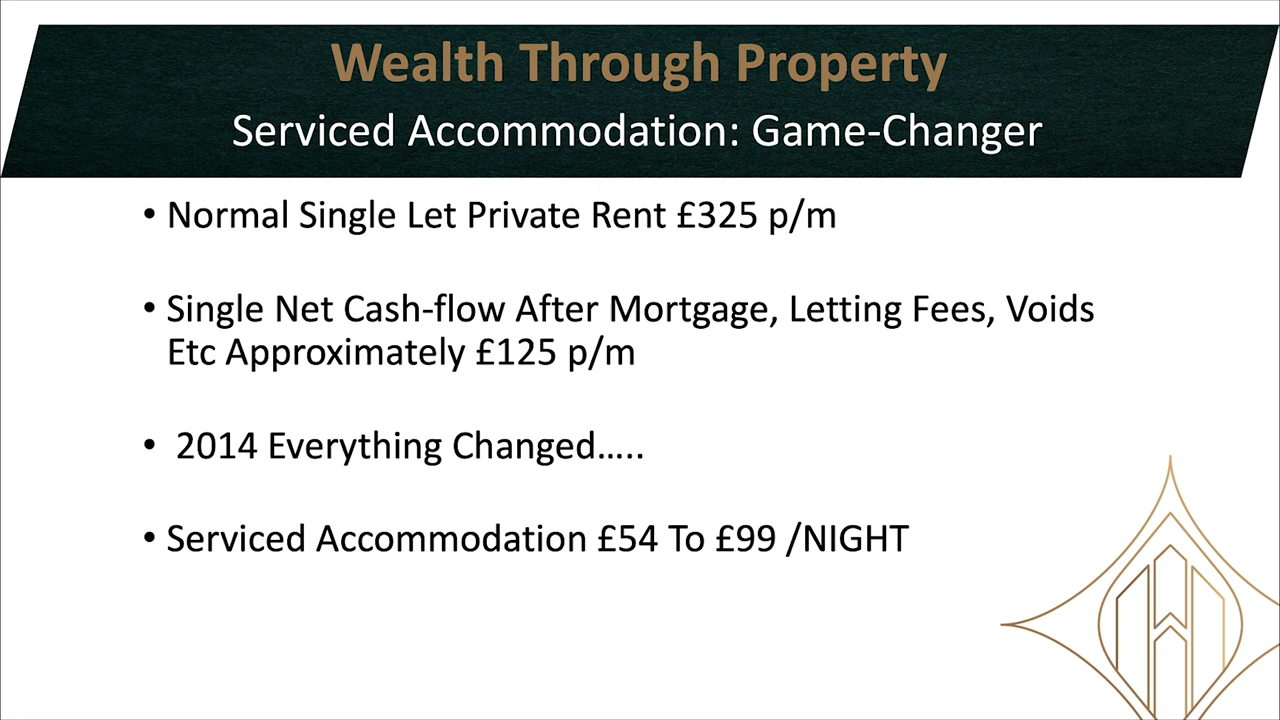 Wealth Through Property
Serviced Accommodation: Game-Changer
• Normal Single Let Private Rent £325 p/m
• Single Net Cash-flow After Mortgage, Letting Fees, Voids
Etc Approximately £125 p/m
• 2014 Everything Changed…..
• Serviced Accommodation £54 To £99 /NIGHT